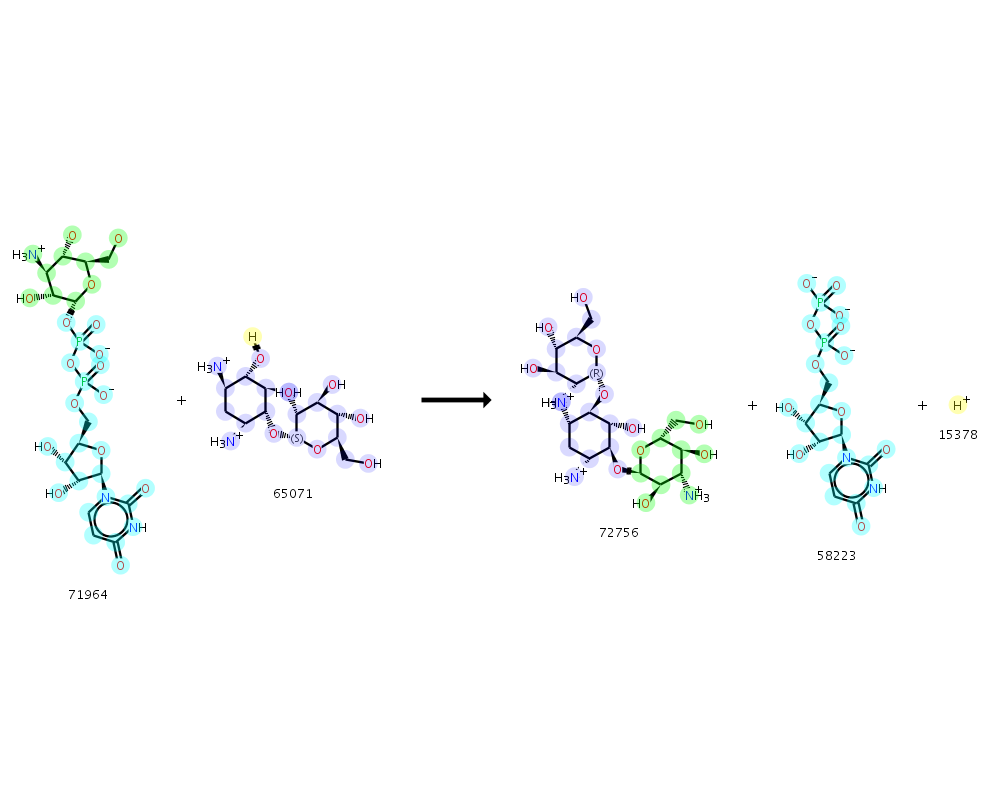 O O
H₃N⁺ O
HO
O O
P
O O⁻
O
P
O O⁻
HO O
HO
N O
NH
O
71964
+
H
O
H₃N⁺
HOH OH
OH
H₃N⁺ O (S) O
OH
65071
HO
HO O
HO (R)
H₃N⁺ O
OH
O OH
OH
H₃N⁺ O
NH₃⁺
HO
72756
+
O⁻ O
P
O O⁻
O
P
O O⁻
HO O
HO
N O
NH
O
58223
+
H⁺
15378